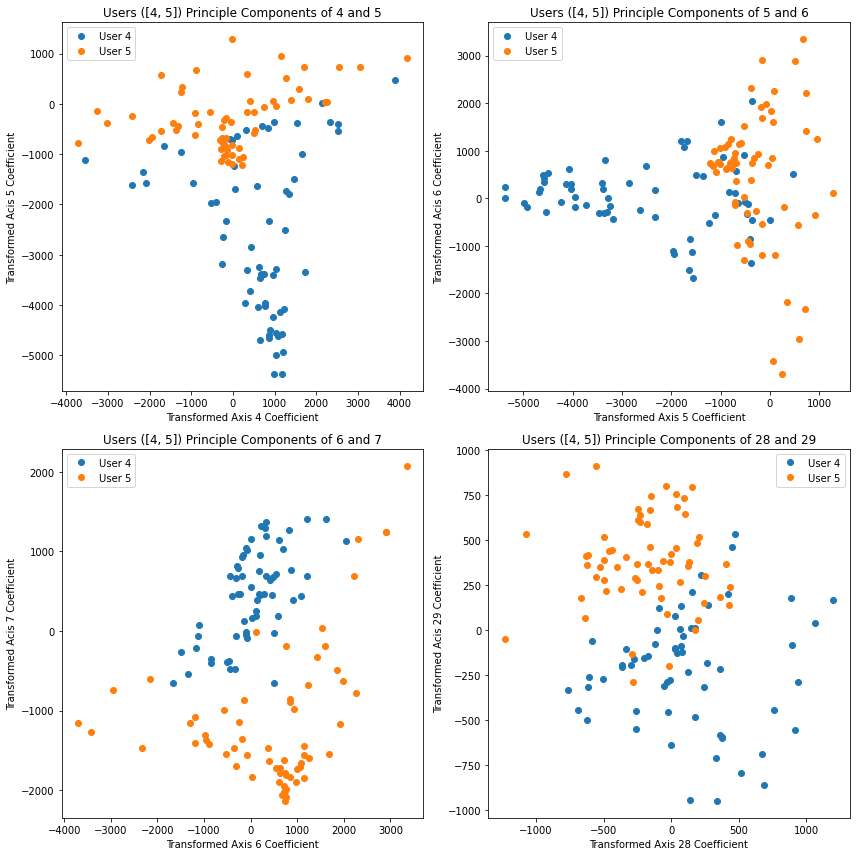 Users ([4, 5]) Principle Components of 4 and 5
User 4
User 5
1000
0
−1000
−2000
−3000
−4000
−5000
Transformed Acis 5 Coefficient
−4000 −3000 −2000 −1000 0 1000 2000 3000 4000
Transformed Axis 4 Coefficient
Users ([4, 5]) Principle Components of 5 and 6
User 4
User 5
3000
2000
1000
0
−1000
−2000
−3000
−4000
Transformed Acis 6 Coefficient
−5000 −4000 −3000 −2000 −1000 0 1000
Transformed Axis 5 Coefficient
Users ([4, 5]) Principle Components of 6 and 7
User 4
User 5
2000
1000
0
−1000
−2000
Transformed Acis 7 Coefficient
−4000 −3000 −2000 −1000 0 1000 2000 3000
Transformed Axis 6 Coefficient
Users ([4, 5]) Principle Components of 28 and 29
User 4
User 5
1000
750
500
250
0
−250
−500
−750
−1000
Transformed Acis 29 Coefficient
−1000 −500 0 500 1000
Transformed Axis 28 Coefficient